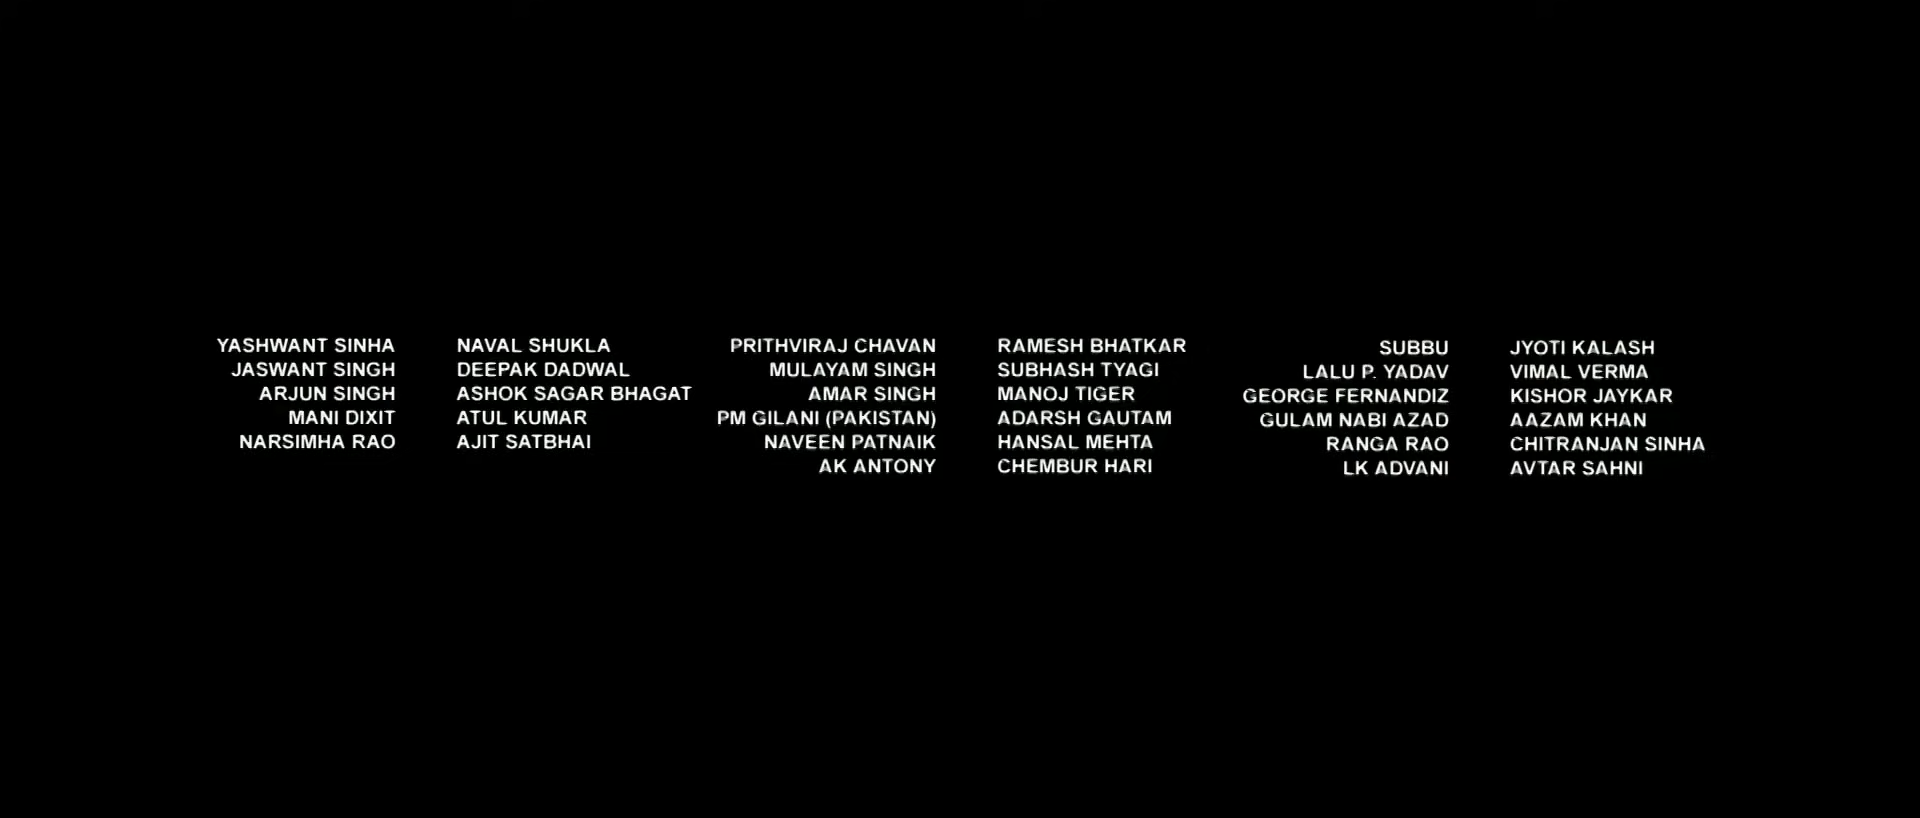 YASHWANT SINHA NAVAL SHUKLA
JASWANT SINGH DEEPAK DADWAL
ARJUN SINGH ASHOK SAGAR BHAGAT
MANI DIXIT ATUL KUMAR
NARSIMHA RAO AJIT SATBHAI
PRITHVIRAJ CHAVAN RAMESH BHATKAR
MULAYAM SINGH SUBHASH TYAGI
AMAR SINGH MANOJ TIGER
PM GILANI (PAKISTAN) ADARSH GAUTAM
NAVEEN PATNAIK HANSAL MEHTA
AK ANTONY CHEMBUR HARI
SUBBU JYOTI KALASH
LALU P. YADAV VIMAL VERMA
GEORGE FERNANDIZ KISHOR JAYKAR
GULAM NABI AZAD AAZAM KHAN
RANGA RAO CHITRANJAN SINHA
LK ADVANI AVTAR SAHNI